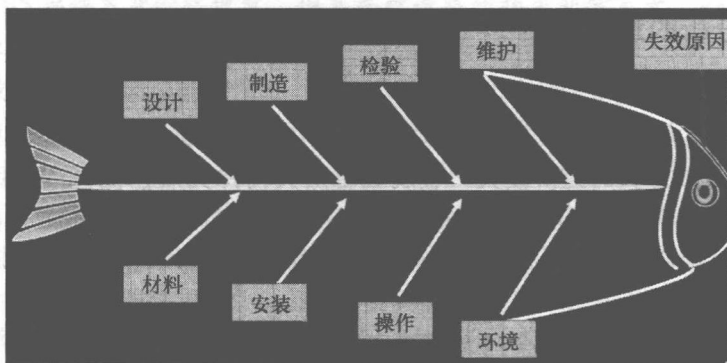 设计
制造
检验
维护
失效原因
材料
安装
操作
环境